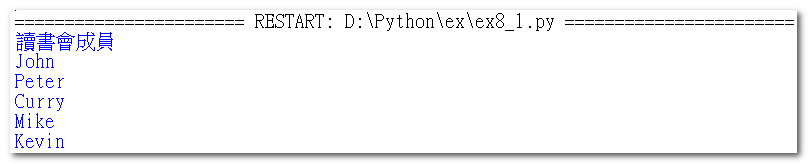 ======================= RESTART: D:\Python\ex\ex8_1.py =======================
讀書會成員
John
Peter
Curry
Mike
Kevin